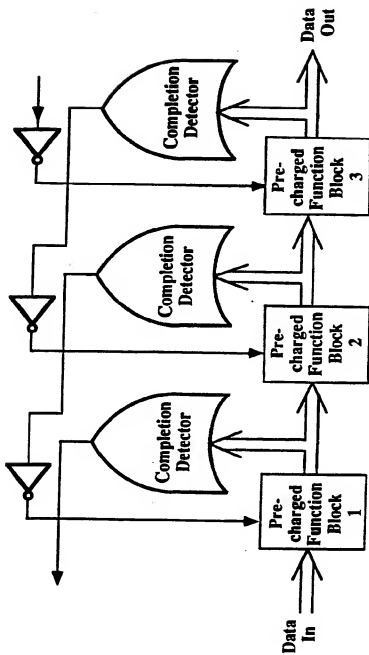 Data
In
Pre-
charged
Function
Block
1
Completion
Detector
Pre-
charged
Function
Block
2
Completion
Detector
Pre-
charged
Function
Block
3
Completion
Detector
Data
Out